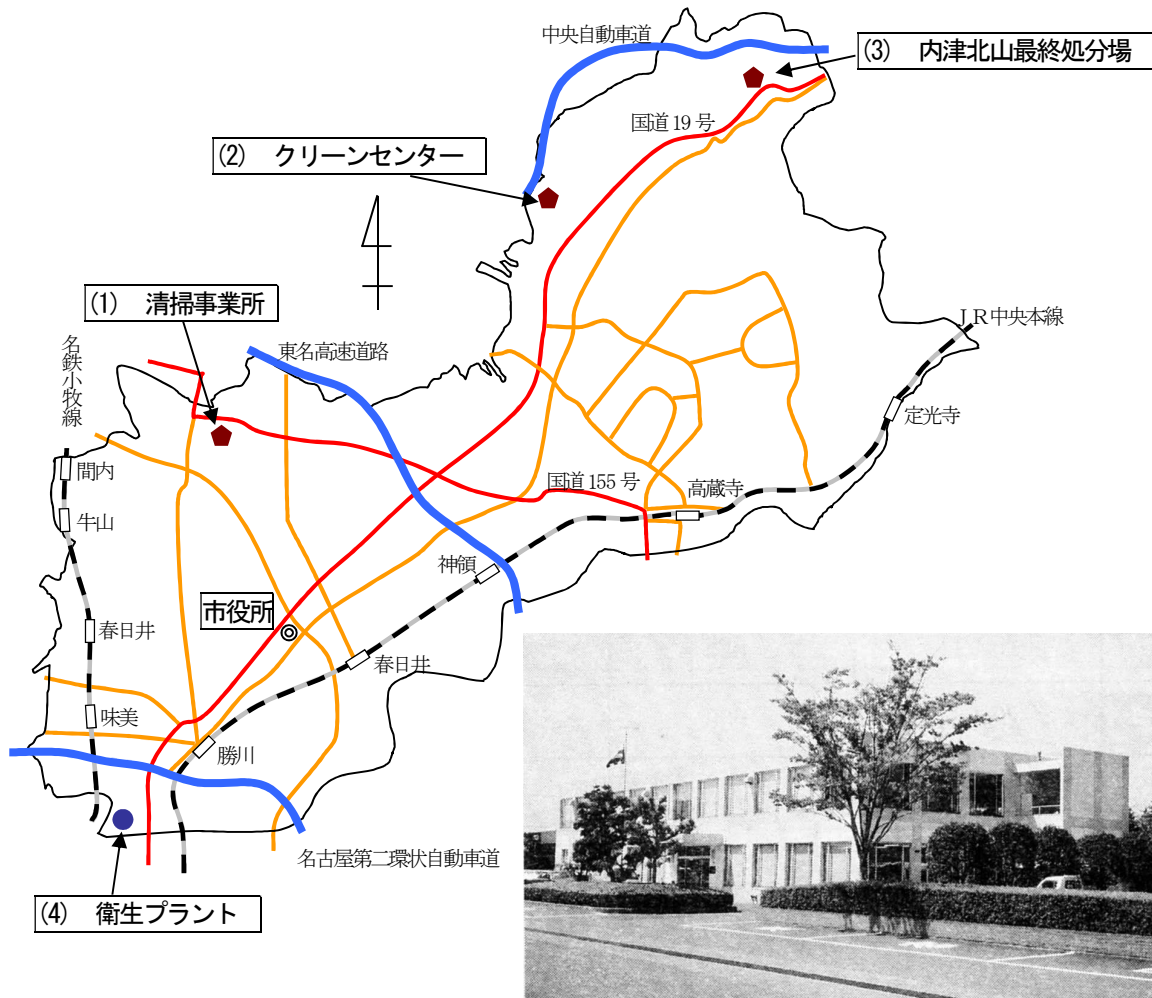 中央自動車道
(3) 内津北山最終処分場
国道19号
(2) クリーンセンター
(1) 清掃事業所
ＪＲ中央本線
名鉄小牧線
東名高速道路
定光寺
間内
国道155号
高蔵寺
牛山
神領
市役所
春日井
春日井
味美
勝川
名古屋第二環状自動車道
(4) 衛生プラント